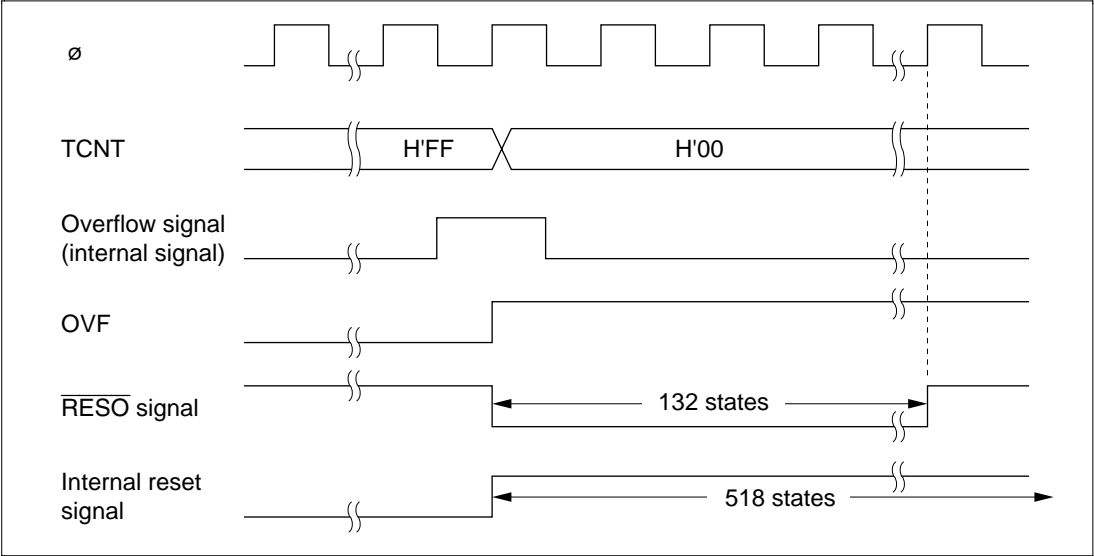 ø
TCNT
H'FF
H'00
Overflow signal
(internal signal)
OVF
RESO signal
132 states
Internal reset
signal
518 states